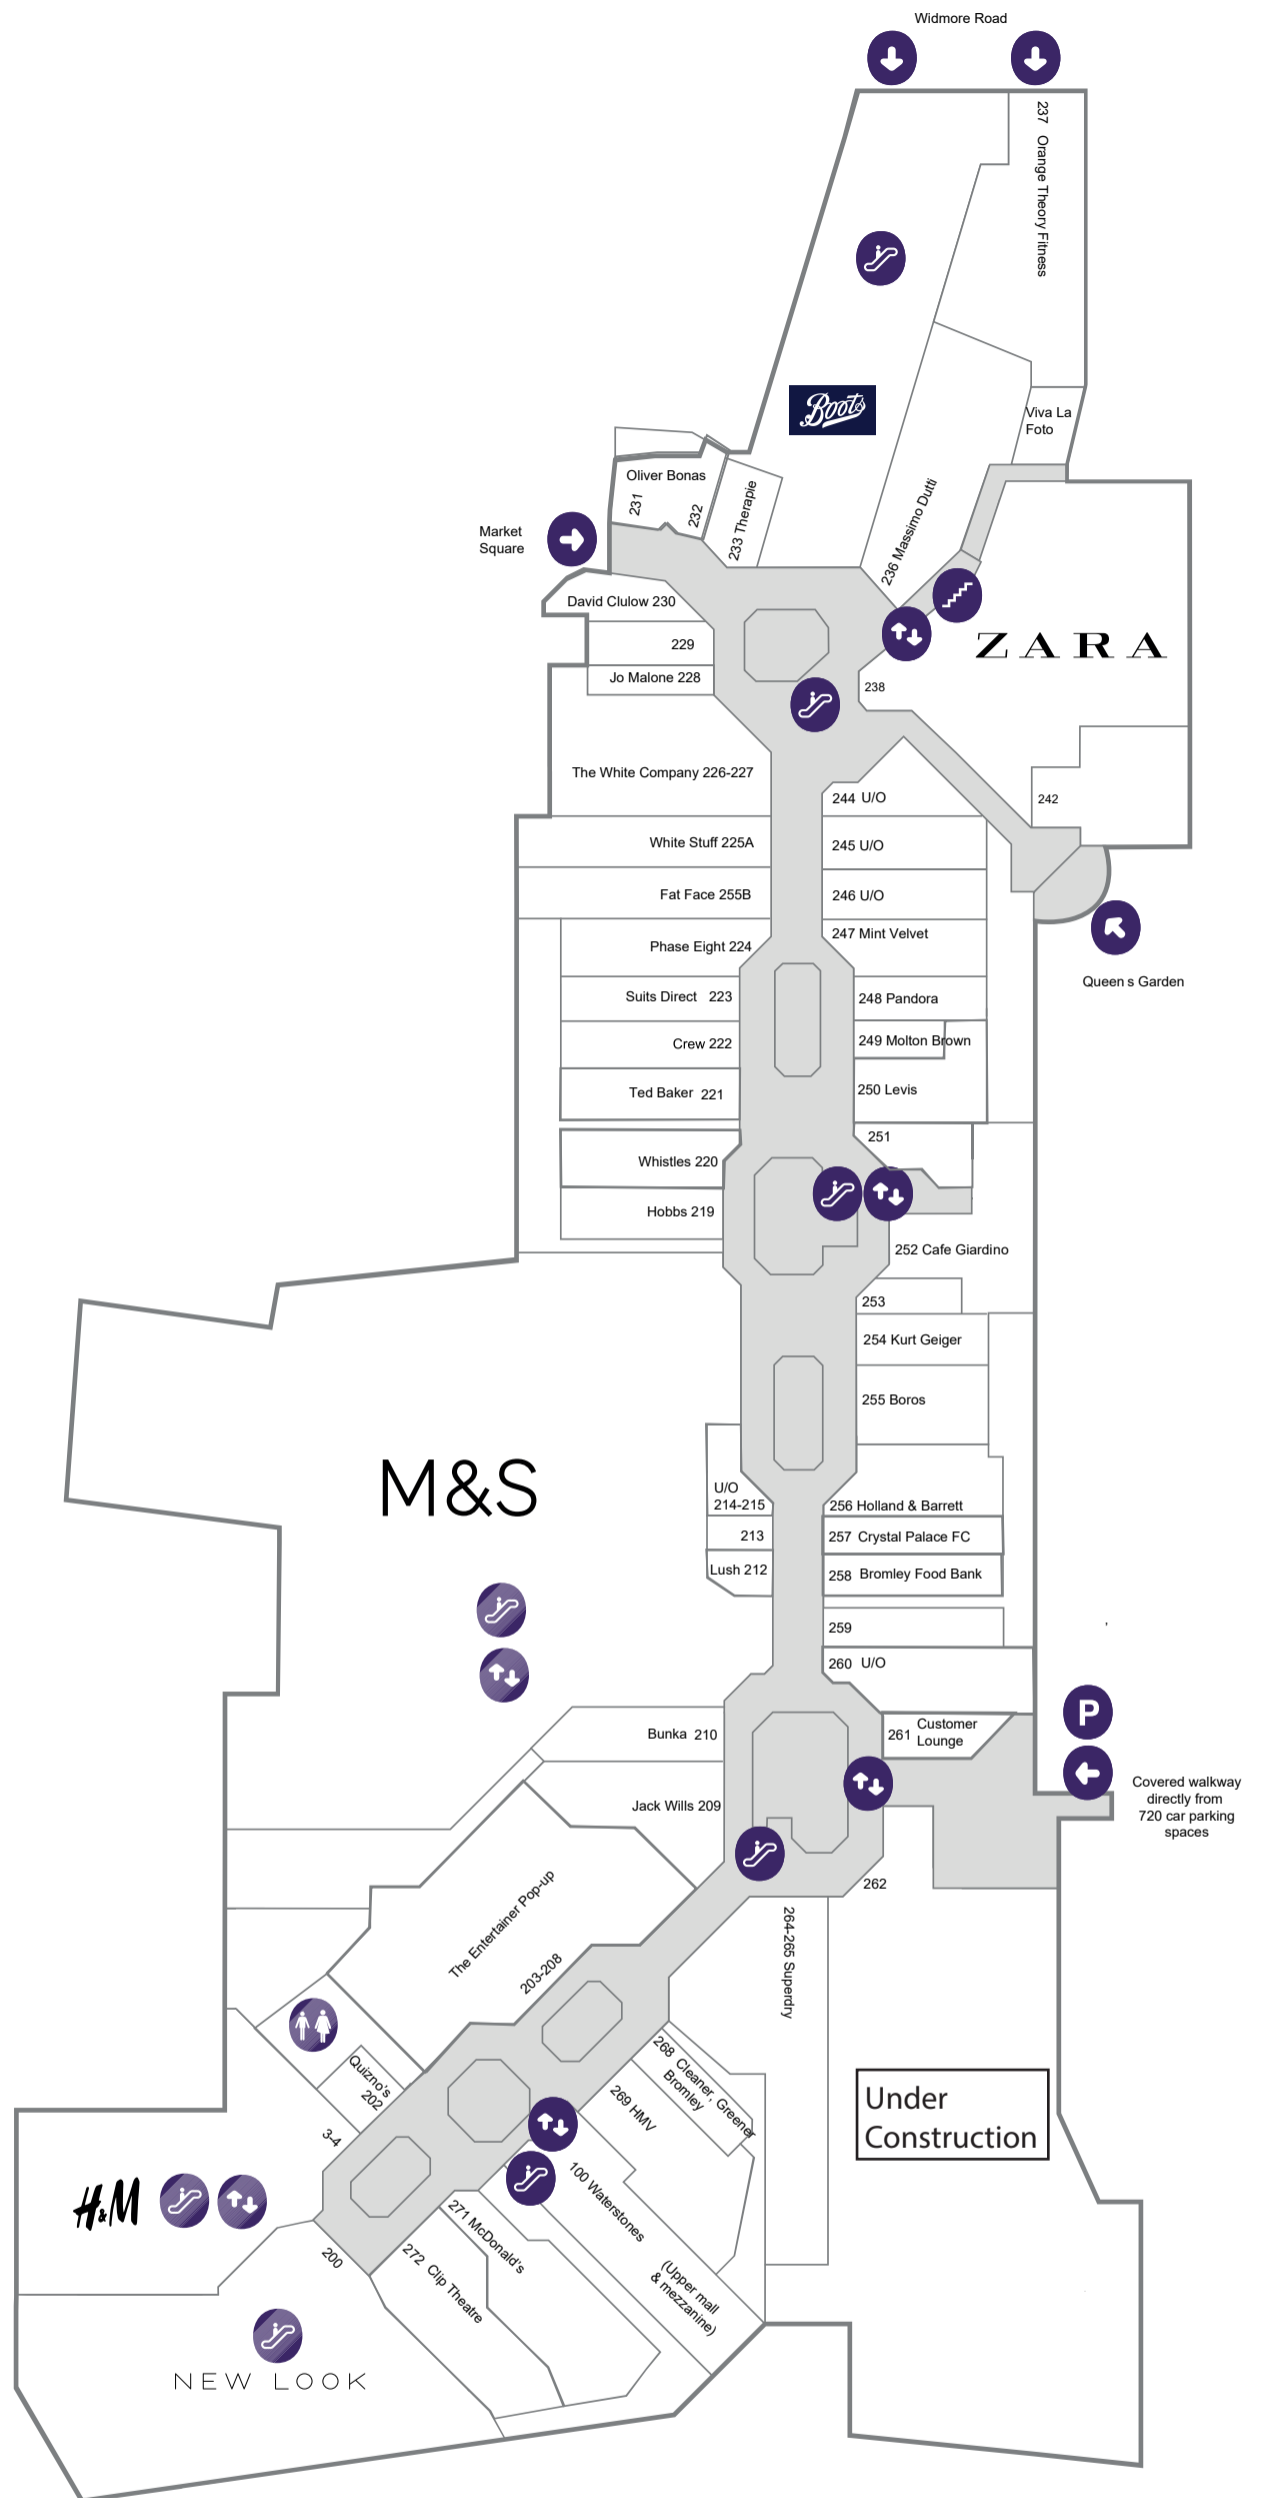 Widmore Road
237 Orange Theory Fitness
Boots
Viva La
Foto
Oliver Bonas
231
232
233 Therapie
236 Massimo Dutti
Market
Square
David Clulow 230
229
Jo Malone 228
ZARA
238
The White Company 226-227
244 U/O
242
White Stuff 225A
245 U/O
Fat Face 255B
246 U/O
Phase Eight 224
247 Mint Velvet
Queen s Garden
Suits Direct 223
248 Pandora
Crew 222
249 Molton Brown
Ted Baker 221
250 Levis
251
Whistles 220
Hobbs 219
252 Cafe Giardino
253
254 Kurt Geiger
255 Boros
M&S
U/O
214-215
256 Holland & Barrett
213
257 Crystal Palace FC
Lush 212
258 Bromley Food Bank
259
260 U/O
P
Bunka 210
261 Customer
Lounge
Covered walkway
directly from
720 car parking
spaces
Jack Wills 209
262
The Entertainer Pop-up
203-208
264-265 Superdry
Quizno's
202
268 Cleaner, Greener
Bromley
269 HMV
Under
Construction
3-4
H&M
100 Waterstones
(Upper mall
& mezzanine)
271 McDonald's
272 Clip Theatre
200
NEW LOOK